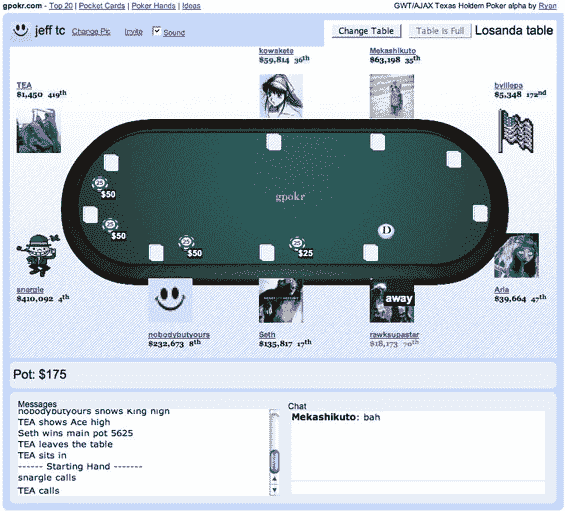 gpokr.com - Top 20 | Pocket Cards | Poker Hands | Ideas
GWT/AJAX Texas Holdem Poker alpha by Ryan
jeff tc Change Pic Invite Sound
Change Table Table is Full Losanda table
kowaketo
$59,814 36th
Mekashikuto
$63,198 35th
TEA
$1,450 419th
$5,348 172nd
25
$50
gpokr
25
$50
25
$50
25
$25
D
snargle
$410,092 4th
away
Aria
$39,664 47th
nobodybutyours
$232,673 8th
Seth
$135,817 17th
rawksupastar
$18,173 70th
Pot: $175
Messages
nobodybutyours shows King high
TEA shows Ace high
Seth wins main pot 5625
TEA leaves the table
TEA sits in
------ Starting Hand -------
snargle calls
TEA calls
Chat
Mekashikuto: bah